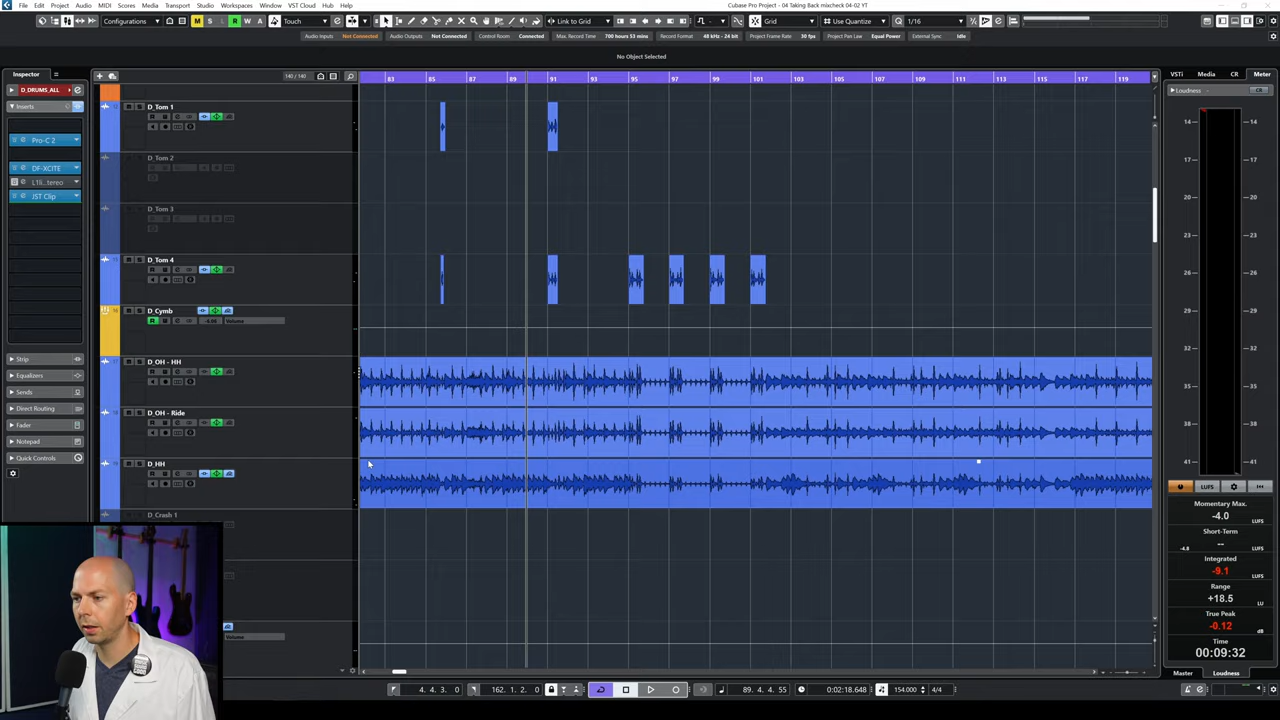 Cubase Pro Project - 04 Taking Back mixcheck 04-02 YT
File Edit Project Audio MIDI Scores Media Transport Studio Workspaces Window VST Cloud Hub Help
Configurations M S L R W A Touch Link to Grid Grid Use Quantize 1/16
Audio Inputs Not Connected Audio Outputs Not Connected Control Room Connected Max. Record Time 700 hours 53 mins Record Format 48 kHz - 24 bit Project Frame Rate 30 fps Project Pan Law Equal Power External Sync Idle
No Object Selected
Inspector 140 / 140 83 85 87 89 91 93 95 97 99 101 103 105 107 109 111 113 115 117 119 VSTi Media CR Meter
D_DRUMS_ALL Loudness
Inserts D_Tom 1
Pro-C 2
D_Tom 2
DF-XCITE
L1li...tereo
JST Clip
D_Tom 3
D_Tom 4
D_Cymb
-4.06 Volume
Strip D_OH - HH
Equalizers
Sends
Direct Routing D_OH - Ride
Fader
Notepad
Quick Controls D_HH
D_Crash 1
Volume
14 14
17 17
20 20
23 23
26 26
29 29
32 32
35 35
38 38
41 41
LUFS
Momentary Max.
-4.0 LUFS
Short-Term
-4.8 -- LUFS
Integrated
-9.1 LUFS
Range
+18.5 LU
True Peak
-0.12 dB
Time
00:09:32
Master Loudness
4. 4. 3. 0 162. 1. 2. 0 89. 4. 4. 55 0:02:18.648 154.000 4/4